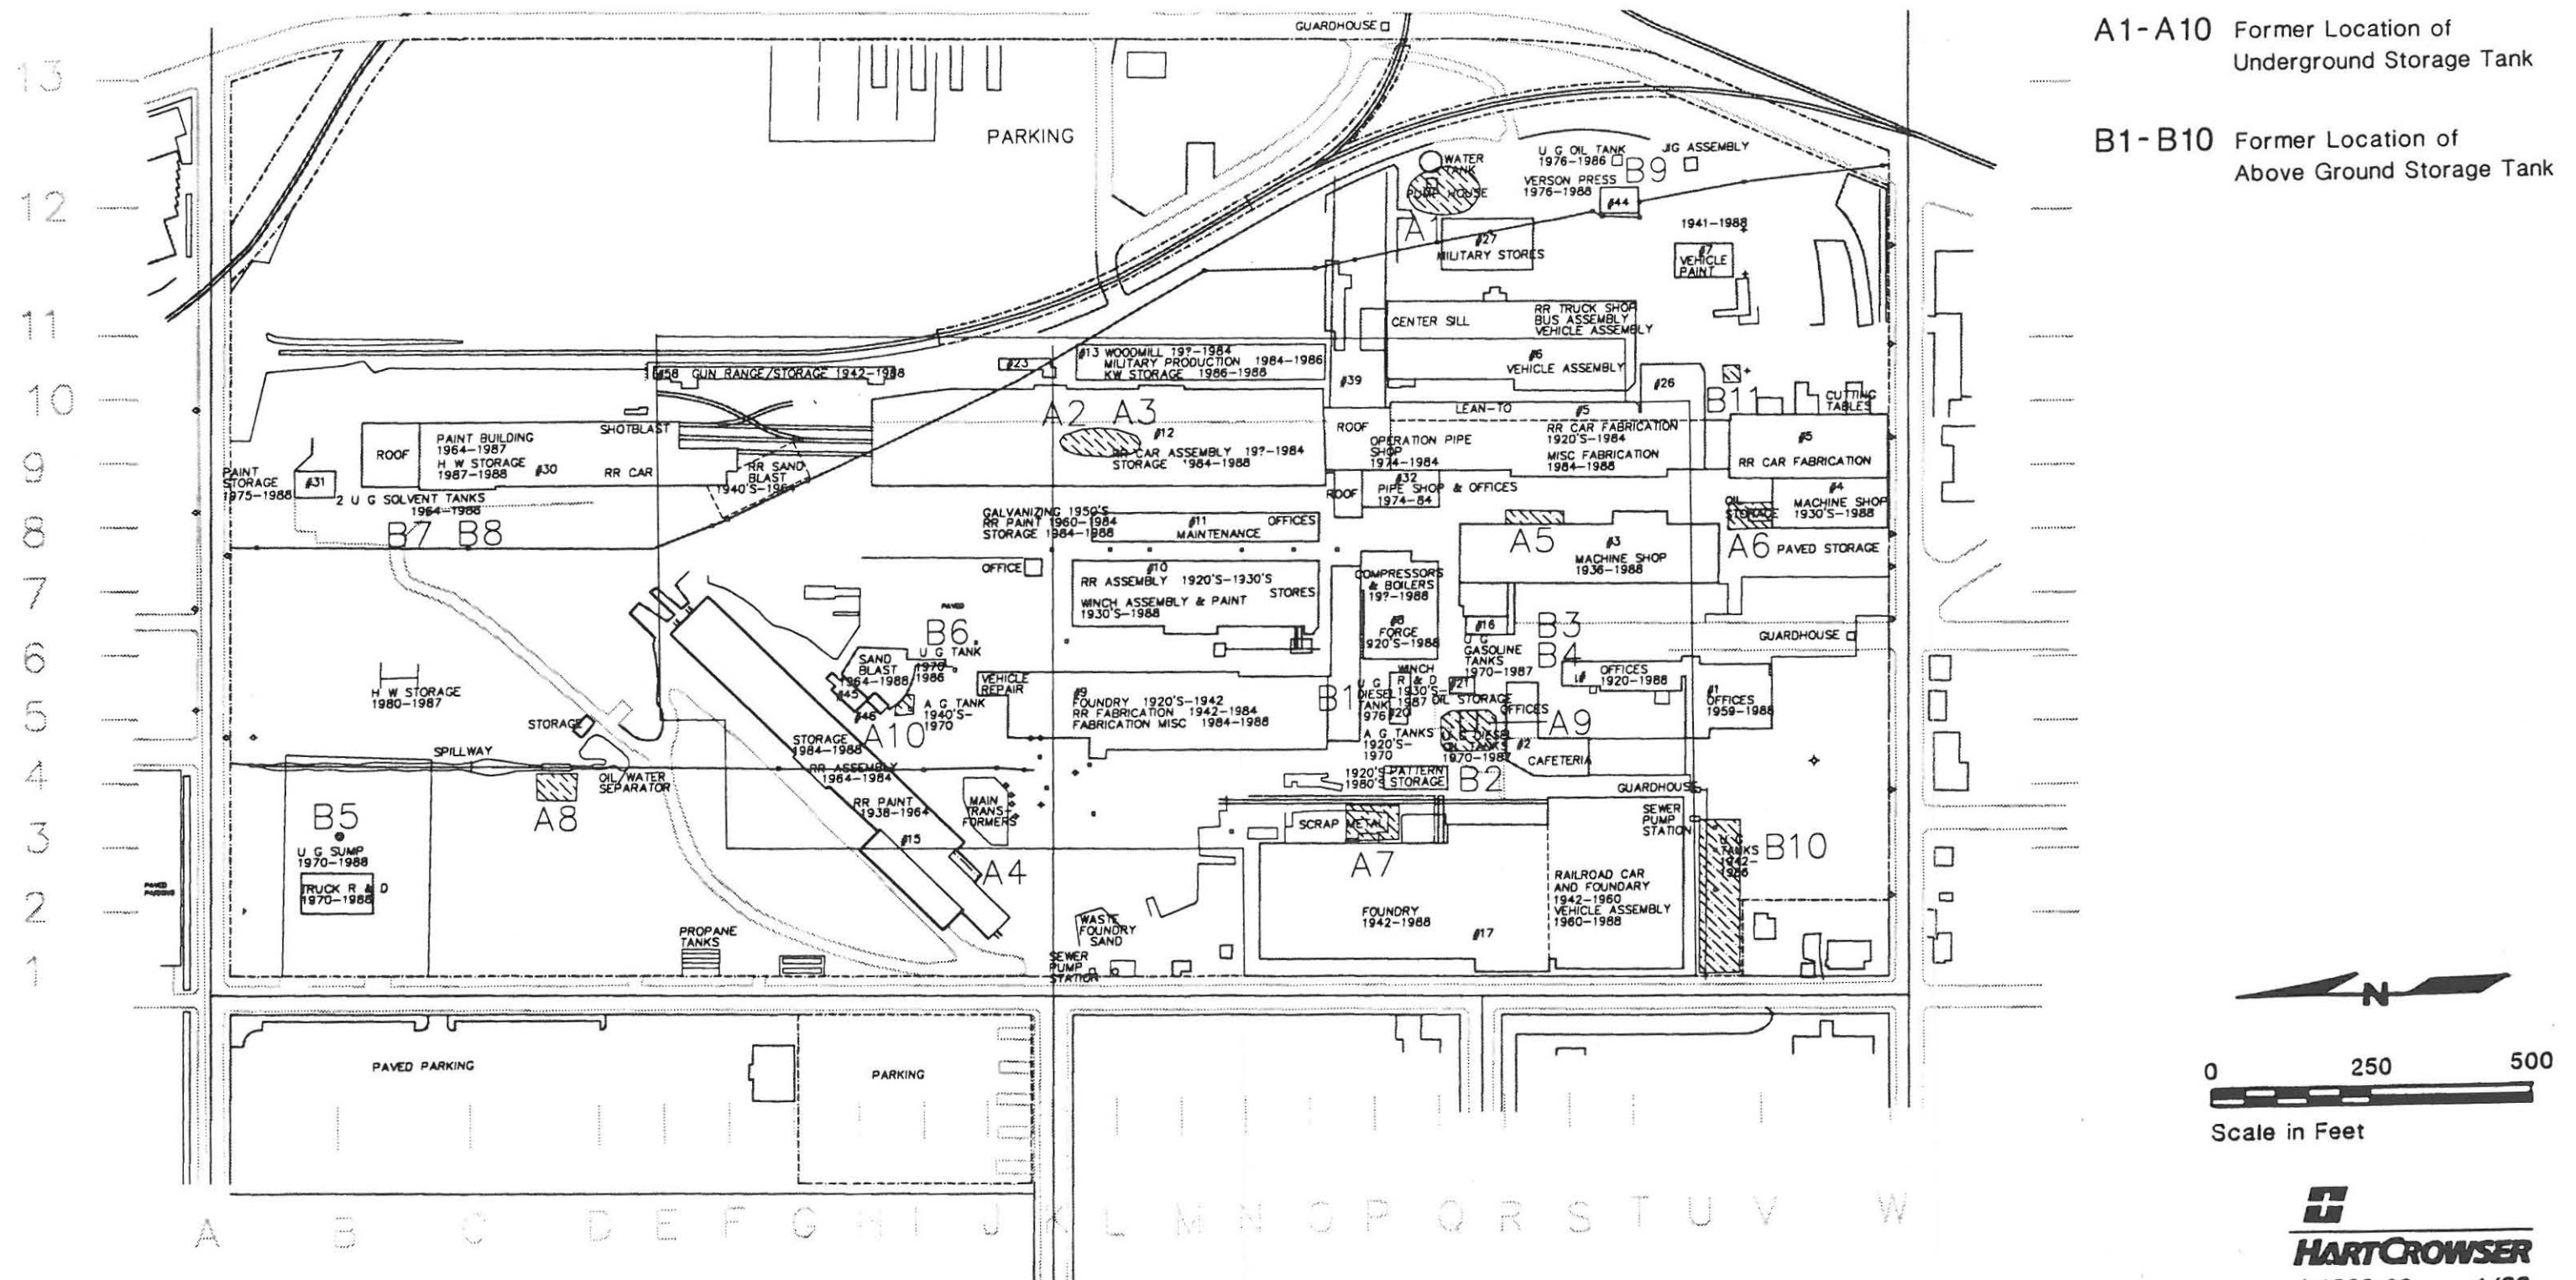 GUARDHOUSE
A1-A10 Former Location of
Underground Storage Tank
B1-B10 Former Location of
Above Ground Storage Tank
13
PARKING
12
11
10
9
8
7
6
5
4
3
2
1
WATER
TANK
PUMP HOUSE
A1
U G OIL TANK
1976-1986
B9
JIG ASSEMBLY
VERSON PRESS
1976-1988
#44
#27
MILITARY STORES
1941-1988
#7
VEHICLE
PAINT
CENTER SILL
RR TRUCK SHOP
BUS ASSEMBLY
VEHICLE ASSEMBLY
#6
VEHICLE ASSEMBLY
#58 GUN RANGE/STORAGE 1942-1988
#23
#13 WOODMILL 19?-1984
MILITARY PRODUCTION 1984-1986
KW STORAGE 1986-1988
#39
#26
B11
CUTTING
TABLES
A2 A3
#12
RR CAR ASSEMBLY 19?-1984
STORAGE 1984-1988
LEAN-TO
#5
RR CAR FABRICATION
1920'S-1984
MISC FABRICATION
1984-1988
ROOF
OPERATION PIPE
SHOP
1974-1984
#5
RR CAR FABRICATION
ROOF
PAINT BUILDING
1964-1987
H W STORAGE
1987-1988
#30
SHOTBLAST
RR CAR
RR SAND
BLAST
1940'S-1964
PAINT
STORAGE
1975-1988
#31
2 U G SOLVENT TANKS
1964-1988
B7 B8
ROOF
#32
PIPE SHOP & OFFICES
1974-84
OIL
STORAGE
#4
MACHINE SHOP
1930'S-1988
A6 PAVED STORAGE
GALVANIZING 1950'S
RR PAINT 1960-1984
STORAGE 1984-1988
#11
OFFICES
MAINTENANCE
A5
#3
MACHINE SHOP
1936-1988
OFFICE
#10
RR ASSEMBLY 1920'S-1930'S
STORES
WINCH ASSEMBLY & PAINT
1930'S-1988
COMPRESSORS
& BOILERS
19?-1988
#8
FORGE
1920'S-1988
#16
B3
B4
U G
GASOLINE
TANKS
1970-1987
GUARDHOUSE
PAVED
B6
U G TANK
1970-
1986
SAND
BLAST
1964-1988
#45
#46
A G TANK
1940'S-
1970
A10
VEHICLE
REPAIR
#9
FOUNDRY 1920'S-1942
RR FABRICATION 1942-1984
FABRICATION MISC 1984-1988
B1
U G
DIESEL
TANK
WINCH
R & D
1930'S-
1987
#20
#21
OIL STORAGE
OFFICES
OFFICES
1920-1988
#1
OFFICES
1959-1988
A G TANKS
1920'S-
1970
U G DIESEL
OIL TANKS
1970-1987
A9
#2
CAFETERIA
H W STORAGE
1980-1987
STORAGE
SPILLWAY
OIL/WATER
SEPARATOR
A8
STORAGE
1984-1988
RR ASSEMBLY
1964-1984
RR PAINT
1938-1964
#15
MAIN
TRANS-
FORMERS
A4
1920'S
1980'S
PATTERN
STORAGE
B2
GUARDHOUSE
SEWER
PUMP
STATION
SCRAP METAL
A7
U G
TANKS
1942-
1986
B10
B5
U G SUMP
1970-1988
TRUCK R & D
1970-1988
FOUNDRY
1942-1988
#17
RAILROAD CAR
AND FOUNDARY
1942-1960
VEHICLE ASSEMBLY
1960-1988
PROPANE
TANKS
WASTE
FOUNDRY
SAND
SEWER
PUMP
STATION
PAVED
PARKING
PAVED PARKING
PARKING
N
0 250 500
Scale in Feet
A B C D E F G H I J K L M N O P Q R S T U V W
HARTCROWSER